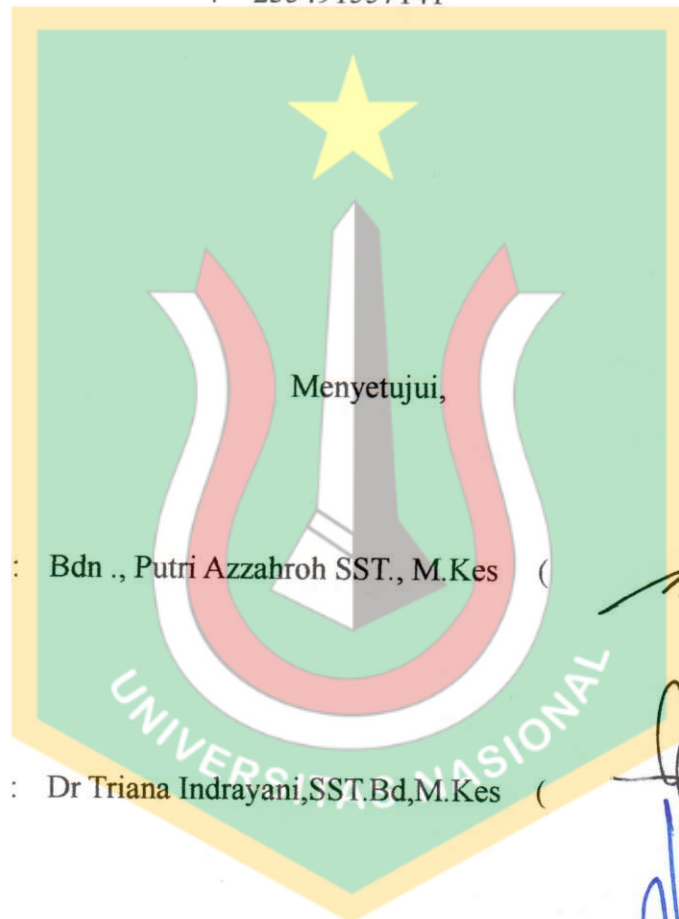 Menyetujui,
: Bdn ., Putri Azzahroh SST., M.Kes (
UNIVERSITAS NASIONAL
: Dr Triana Indrayani,SST.Bd,M.Kes (